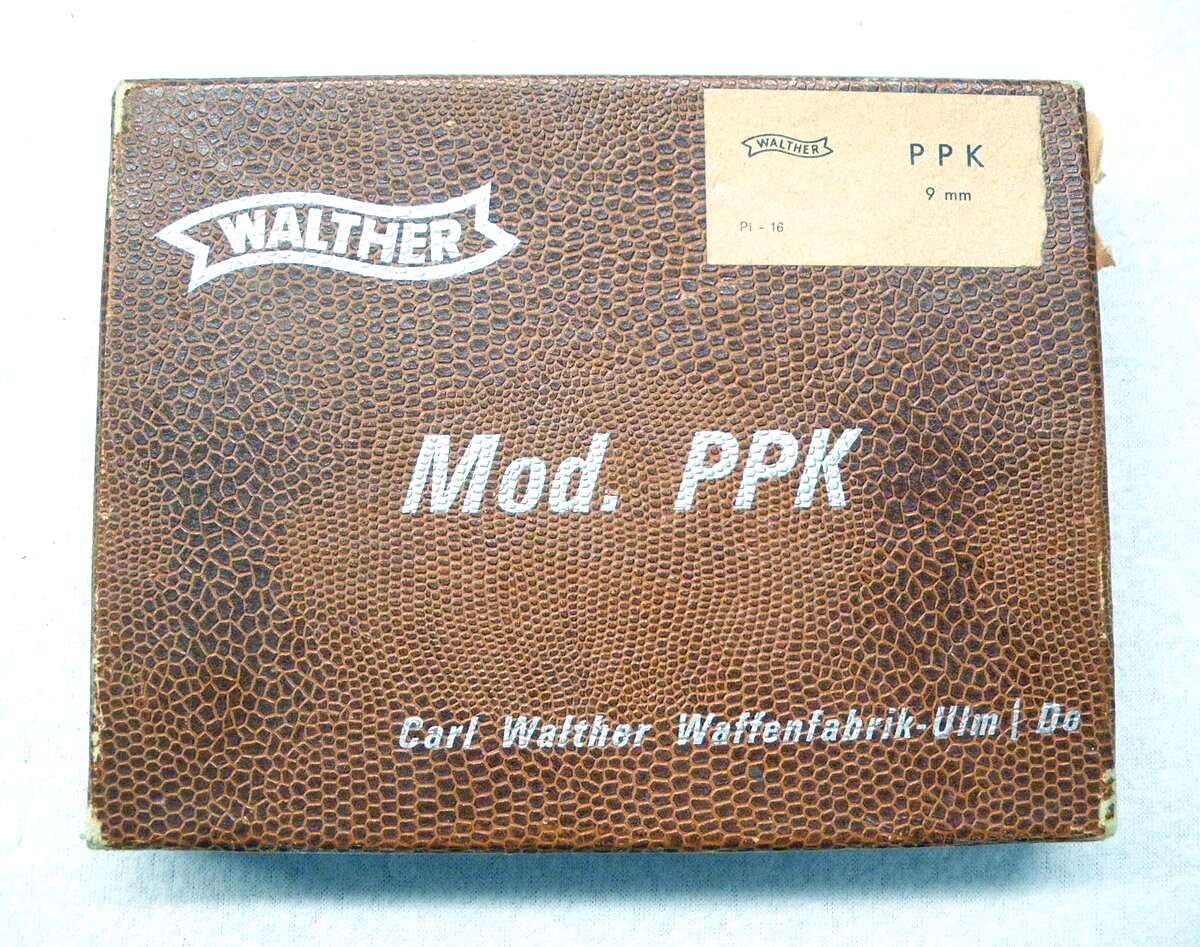 WALTHER
PPK
9 mm
PI - 16
WALTHER
Mod. PPK
Carl Walther Waffenfabrik-Ulm | Do